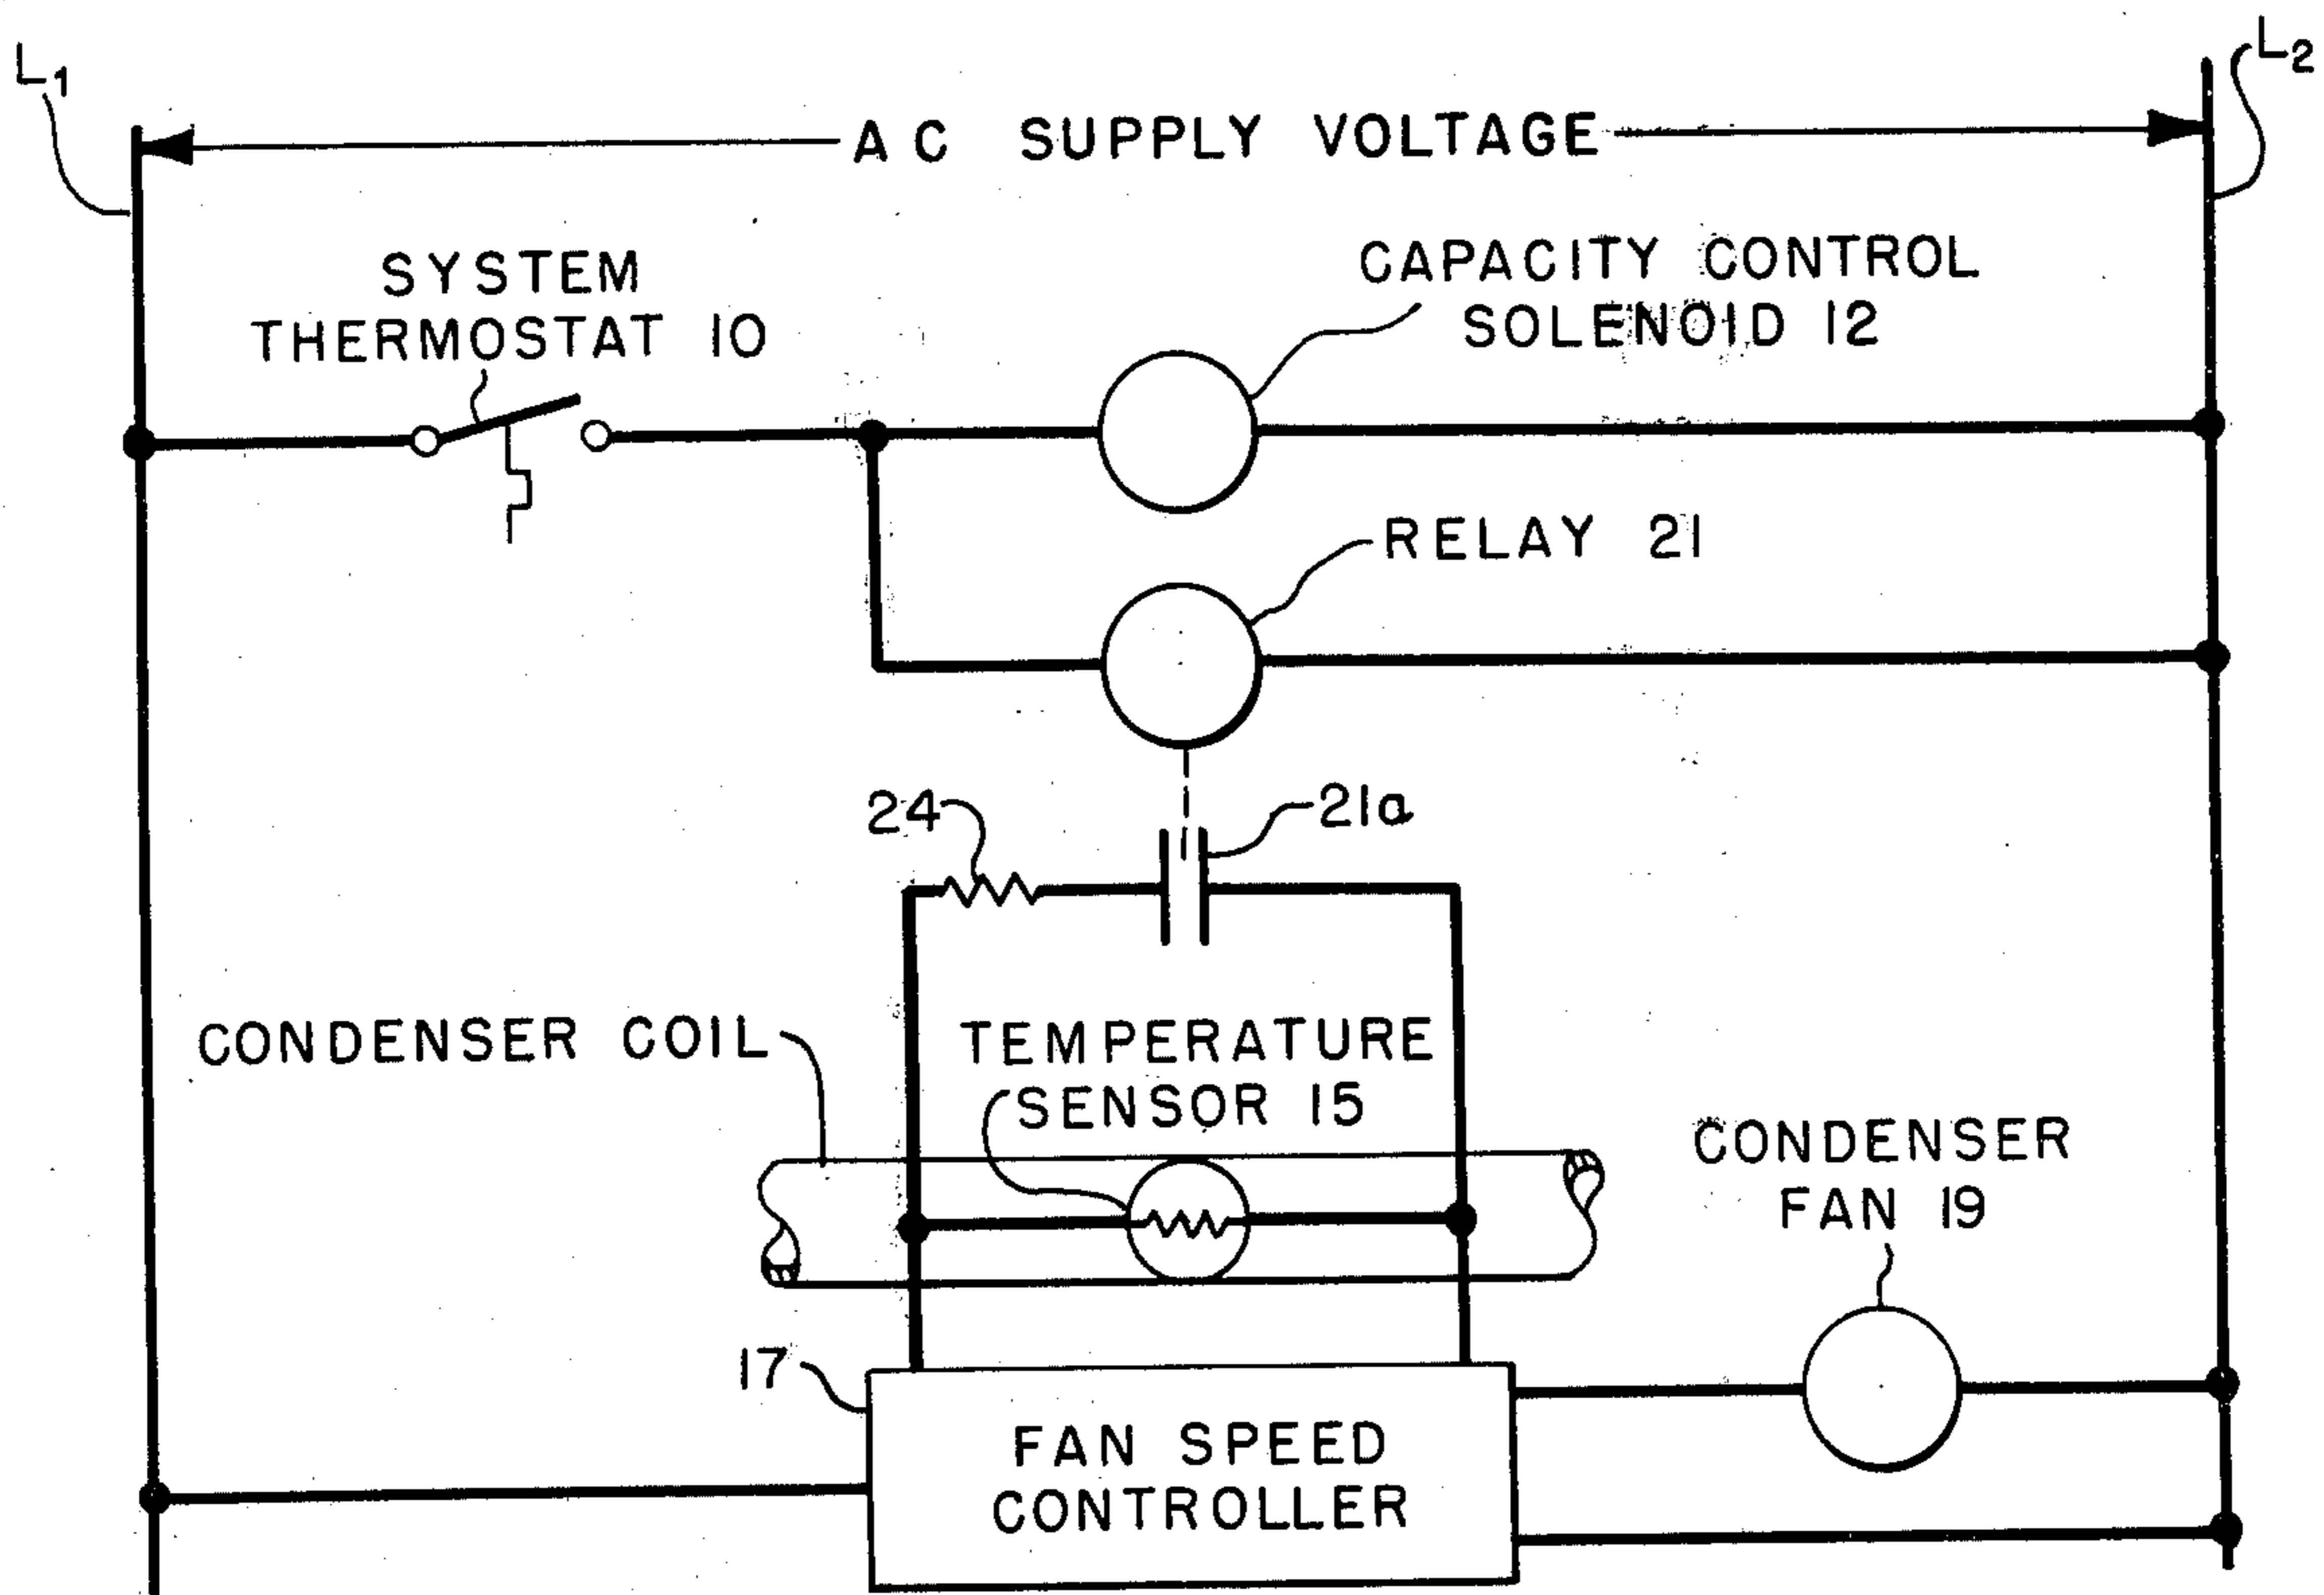 L1
L2
AC SUPPLY VOLTAGE
SYSTEM
THERMOSTAT 10
CAPACITY CONTROL
SOLENOID 12
RELAY 21
24
21a
CONDENSER COIL
TEMPERATURE
SENSOR 15
CONDENSER
FAN 19
17
FAN SPEED
CONTROLLER